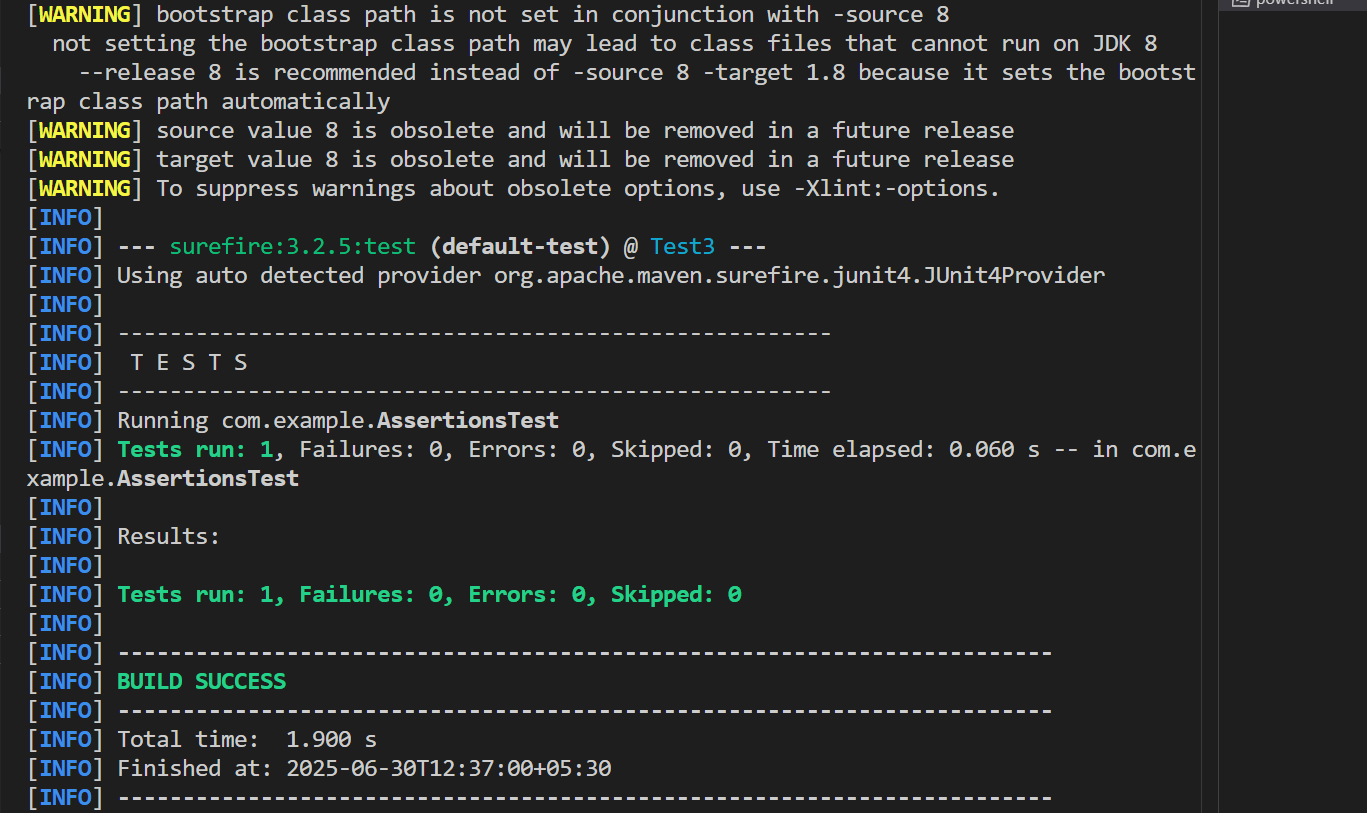 [WARNING] bootstrap class path is not set in conjunction with -source 8
  not setting the bootstrap class path may lead to class files that cannot run on JDK 8
    --release 8 is recommended instead of -source 8 -target 1.8 because it sets the bootst
rap class path automatically
[WARNING] source value 8 is obsolete and will be removed in a future release
[WARNING] target value 8 is obsolete and will be removed in a future release
[WARNING] To suppress warnings about obsolete options, use -Xlint:-options.
[INFO]
[INFO] --- surefire:3.2.5:test (default-test) @ Test3 ---
[INFO] Using auto detected provider org.apache.maven.surefire.junit4.JUnit4Provider
[INFO]
[INFO] -------------------------------------------------------
[INFO]  T E S T S
[INFO] -------------------------------------------------------
[INFO] Running com.example.AssertionsTest
[INFO] Tests run: 1, Failures: 0, Errors: 0, Skipped: 0, Time elapsed: 0.060 s -- in com.e
xample.AssertionsTest
[INFO]
[INFO] Results:
[INFO]
[INFO] Tests run: 1, Failures: 0, Errors: 0, Skipped: 0
[INFO]
[INFO] ------------------------------------------------------------------------
[INFO] BUILD SUCCESS
[INFO] ------------------------------------------------------------------------
[INFO] Total time:  1.900 s
[INFO] Finished at: 2025-06-30T12:37:00+05:30
[INFO] ------------------------------------------------------------------------
powershell